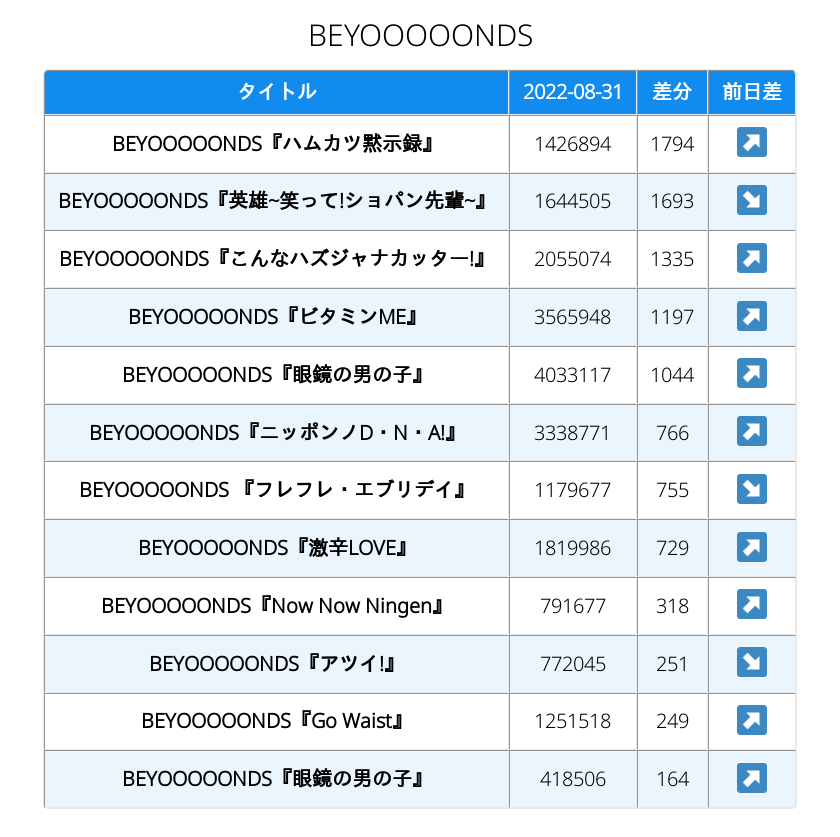 BEYOOOOONDS
タイトル 2022-08-31 差分 前日差
BEYOOOOONDS『ハムカツ黙示録』 1426894 1794 ↗
BEYOOOOONDS『英雄~笑って!ショパン先輩~』 1644505 1693 ↘
BEYOOOOONDS『こんなハズジャナカッター!』 2055074 1335 ↗
BEYOOOOONDS『ビタミンME』 3565948 1197 ↗
BEYOOOOONDS『眼鏡の男の子』 4033117 1044 ↗
BEYOOOOONDS『ニッポンノD・N・A!』 3338771 766 ↗
BEYOOOOONDS 『フレフレ・エブリデイ』 1179677 755 ↘
BEYOOOOONDS『激辛LOVE』 1819986 729 ↗
BEYOOOOONDS『Now Now Ningen』 791677 318 ↗
BEYOOOOONDS『アツイ!』 772045 251 ↘
BEYOOOOONDS『Go Waist』 1251518 249 ↗
BEYOOOOONDS『眼鏡の男の子』 418506 164 ↗